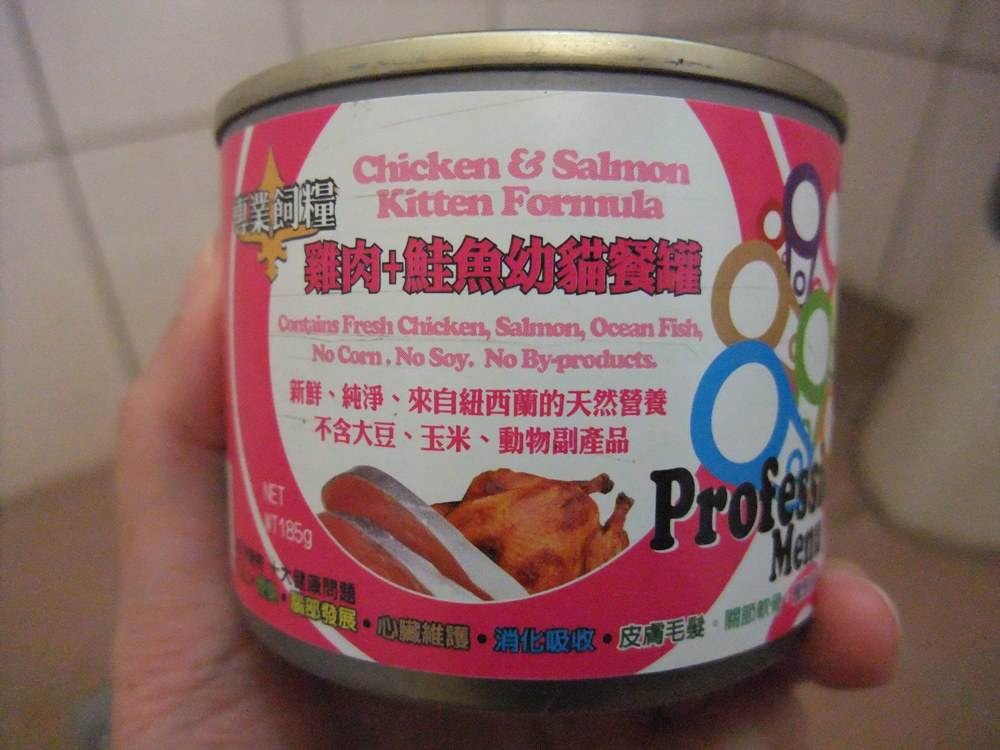 專業飼糧
Chicken & Salmon
Kitten Formula
雞肉+鮭魚幼貓餐罐
Contains Fresh Chicken, Salmon, Ocean Fish,
No Corn. No Soy. No By-products.
新鮮、純淨、來自紐西蘭的天然營養
不含大豆、玉米、動物副產品
NET
WT185g
Profess
Menu
大健康問題
腦部發展・心臟維護・消化吸收・皮膚毛髮・關節軟骨